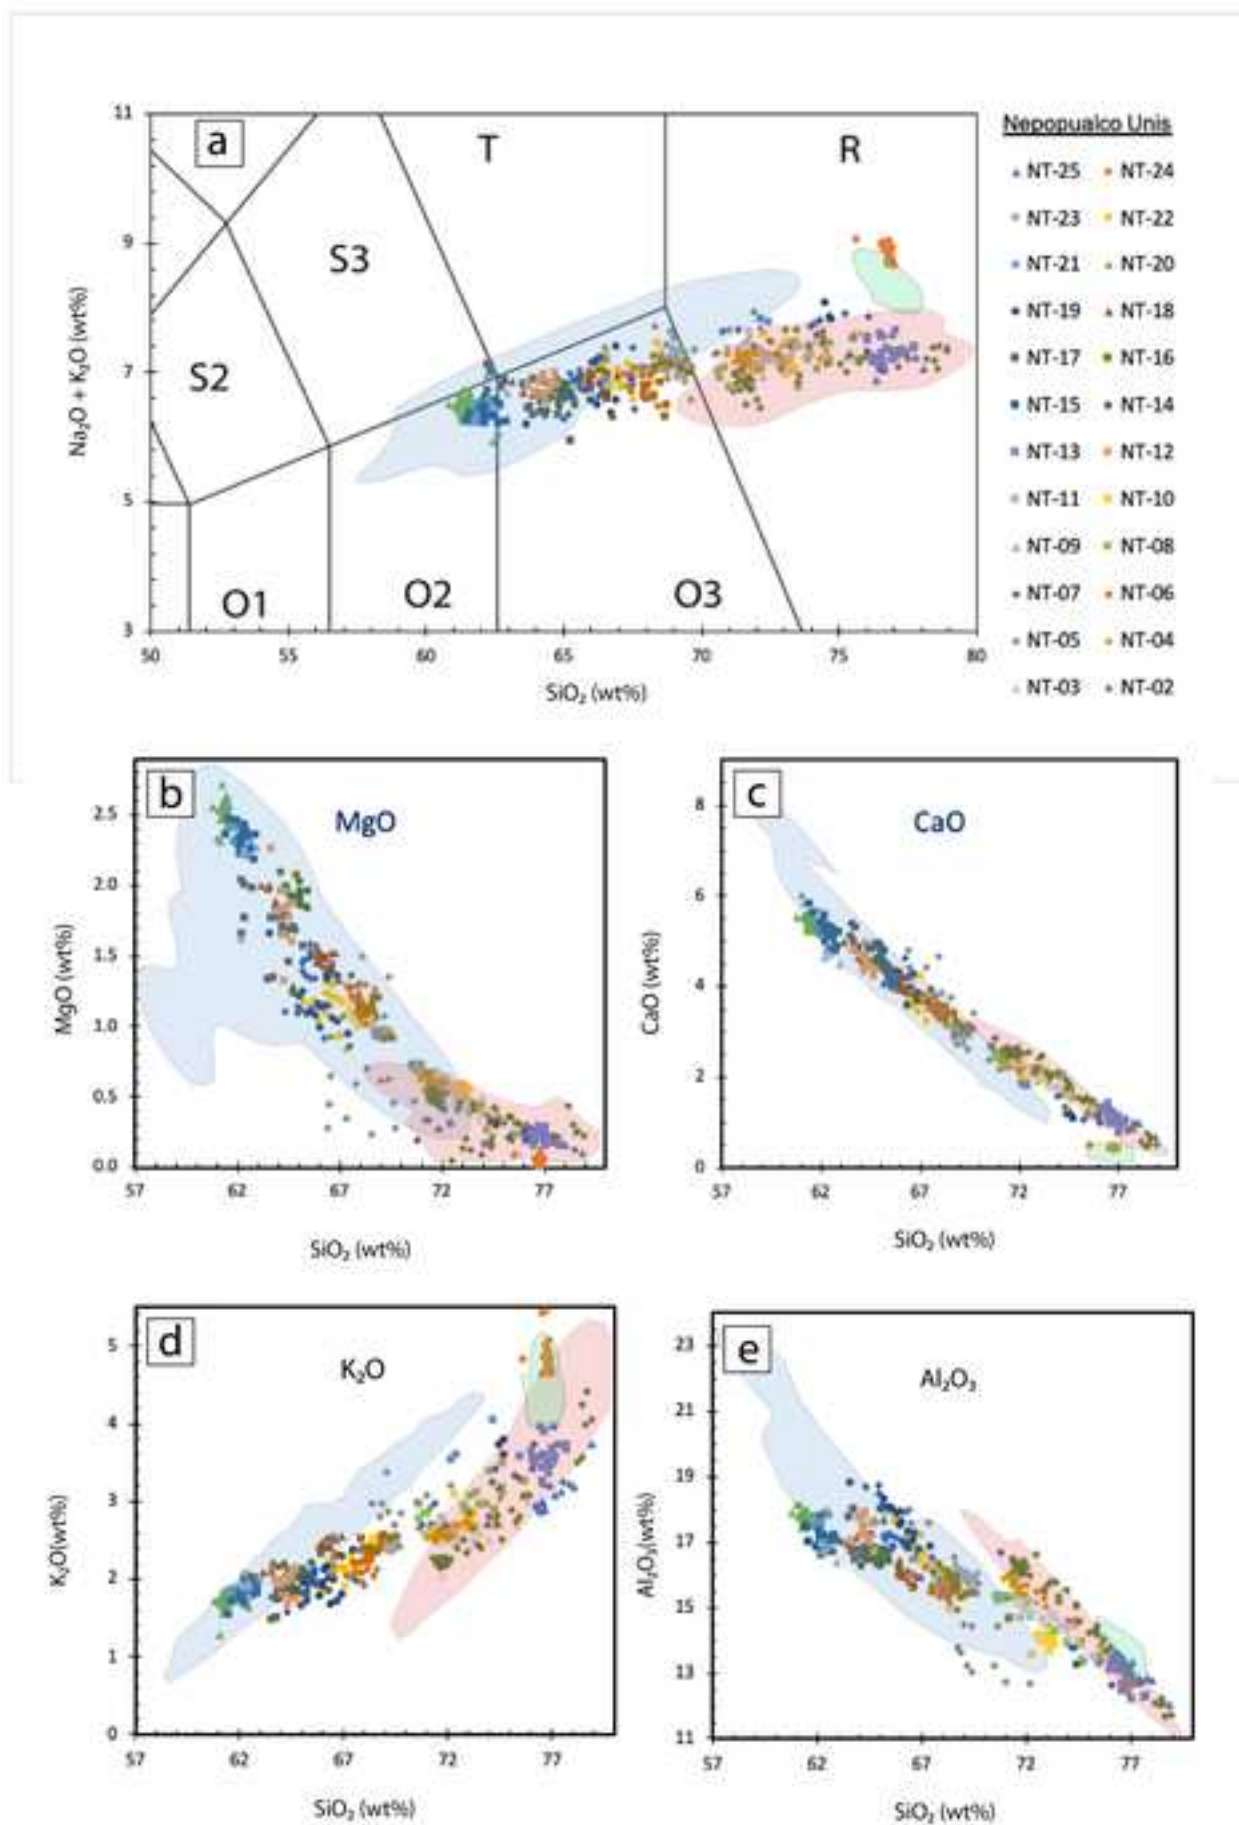 11
a
T
R
Nepopualco Unis
NT-25 NT-24
NT-23 NT-22
9
S3
NT-21 NT-20
NT-19 NT-18
Na₂O + K₂O (wt%)
7
S2
NT-17 NT-16
NT-15 NT-14
NT-13 NT-12
5
NT-11 NT-10
NT-09 NT-08
O1
O2
O3
NT-07 NT-06
3
NT-05 NT-04
50 55 60 65 70 75 80
SiO₂ (wt%)
NT-03 NT-02
b
MgO
2.5
2.0
1.5
1.0
0.5
0.0
MgO (wt%)
57 62 67 72 77
SiO₂ (wt%)
c
CaO
8
6
4
2
0
CaO (wt%)
57 62 67 72 77
SiO₂ (wt%)
d
K₂O
5
4
3
2
1
0
K₂O(wt%)
57 62 67 72 77
SiO₂ (wt%)
e
Al₂O₃
23
21
19
17
15
13
11
Al₂O₃(wt%)
57 62 67 72 77
SiO₂ (wt%)